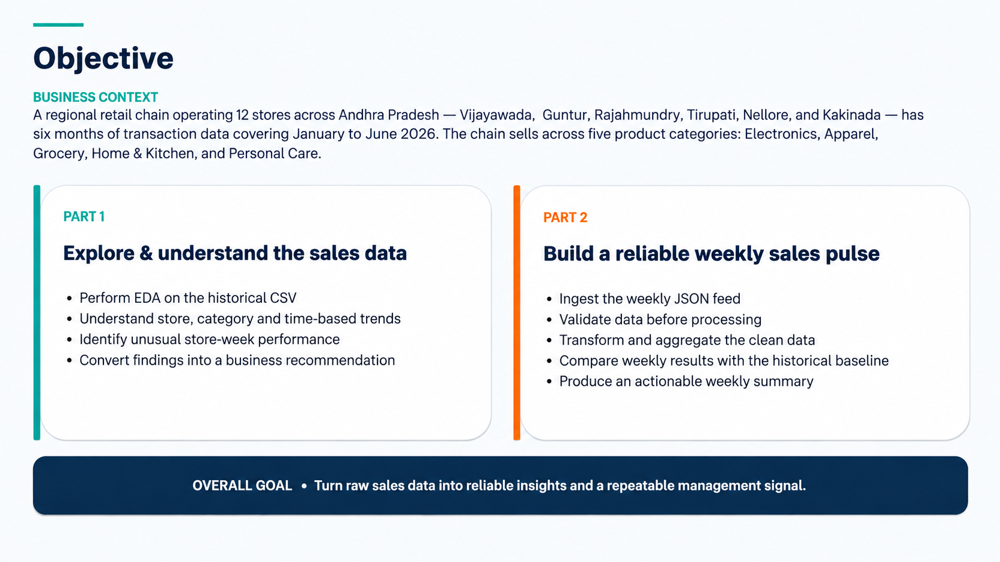 Objective
BUSINESS CONTEXT
A regional retail chain operating 12 stores across Andhra Pradesh — Vijayawada,  Guntur, Rajahmundry, Tirupati, Nellore, and Kakinada — has
six months of transaction data covering January to June 2026. The chain sells across five product categories: Electronics, Apparel,
Grocery, Home & Kitchen, and Personal Care.
PART 1
Explore & understand the sales data
• Perform EDA on the historical CSV
• Understand store, category and time-based trends
• Identify unusual store-week performance
• Convert findings into a business recommendation
PART 2
Build a reliable weekly sales pulse
• Ingest the weekly JSON feed
• Validate data before processing
• Transform and aggregate the clean data
• Compare weekly results with the historical baseline
• Produce an actionable weekly summary
OVERALL GOAL • Turn raw sales data into reliable insights and a repeatable management signal.